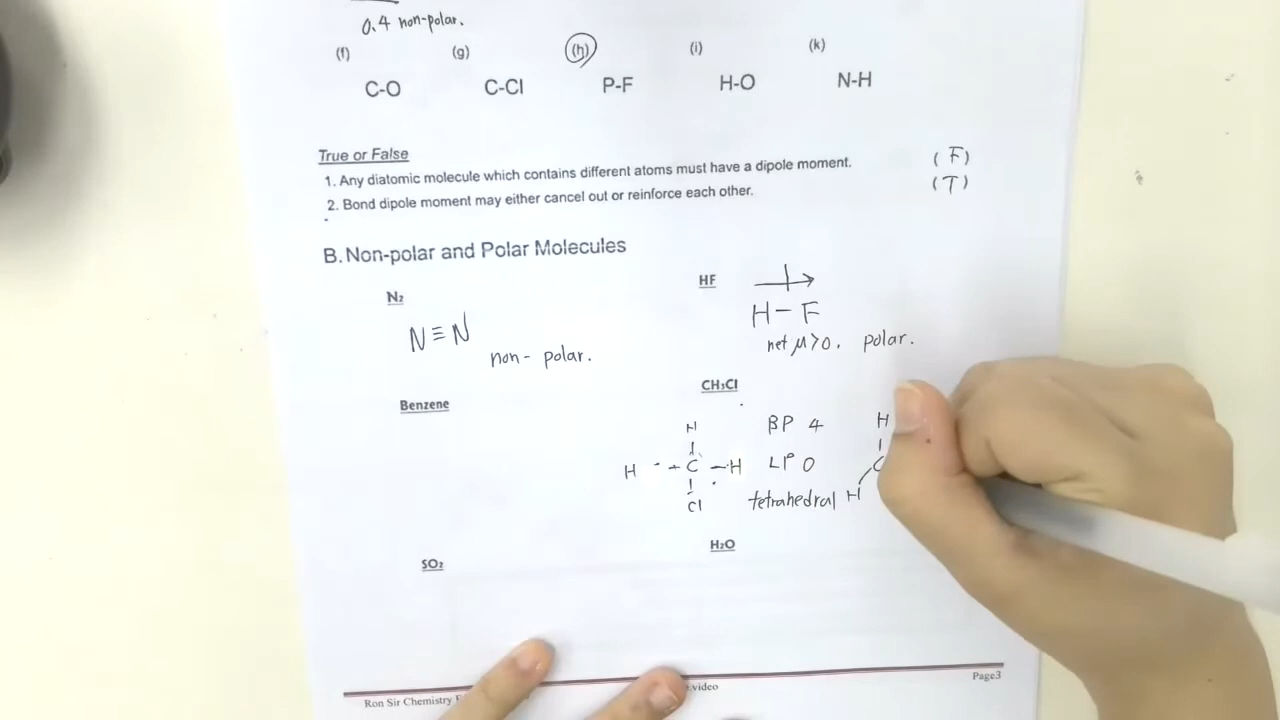 0.4 non-polar.
(f) (g) (h) (i) (k)
C-O C-Cl P-F H-O N-H
True or False
1. Any diatomic molecule which contains different atoms must have a dipole moment. (F)
2. Bond dipole moment may either cancel out or reinforce each other. (T)
B. Non-polar and Polar Molecules
N₂
N≡N
non-polar.
HF
H-F
net μ>0, polar.
Benzene
CH₃Cl
H
H - C - H
Cl
BP 4
LP 0
tetrahedral
H
C
H
SO₂
H₂O
Ron Sir Chemistry
.video
Page3